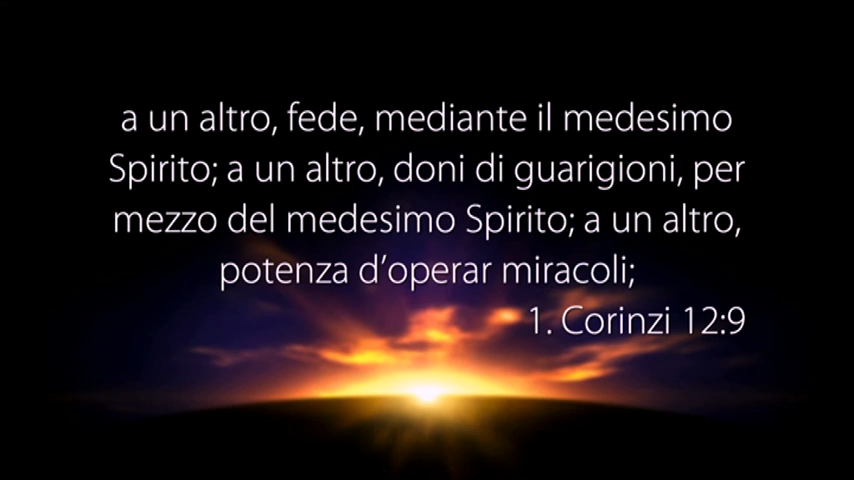 a un altro, fede, mediante il medesimo
Spirito; a un altro, doni di guarigioni, per
mezzo del medesimo Spirito; a un altro,
potenza d’operar miracoli;
1. Corinzi 12:9